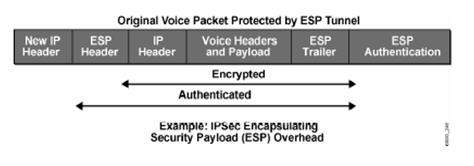 Original Voice Packet Protected by ESP Tunnel
New IP Header
ESP Header
IP Header
Voice Headers and Payload
ESP Trailer
ESP Authentication
Encrypted
Authenticated
Example: IPSec Encapsulating
Security Payload (ESP) Overhead